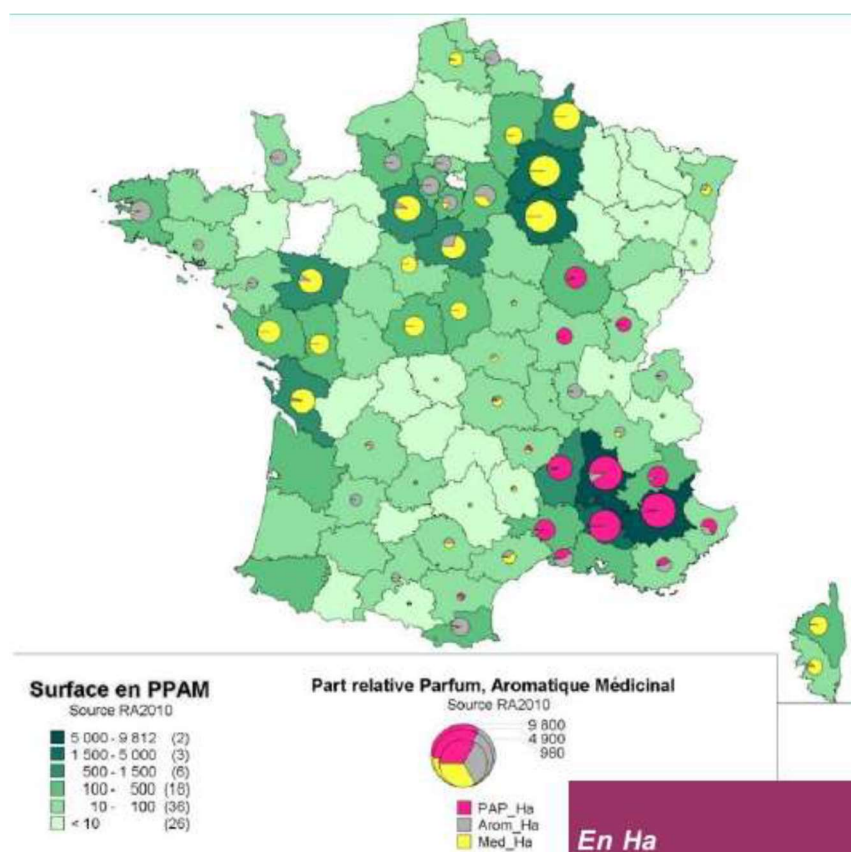 Surface en PPAM
Source RA2010
5 000 - 9 812 (2)
1 500 - 5 000 (3)
500 - 1 500 (6)
100 - 500 (18)
10 - 100 (36)
< 10 (26)
Part relative Parfum, Aromatique Médicinal
Source RA2010
9 800
4 900
980
PAP_Ha
Arom_Ha
Med_Ha
En Ha